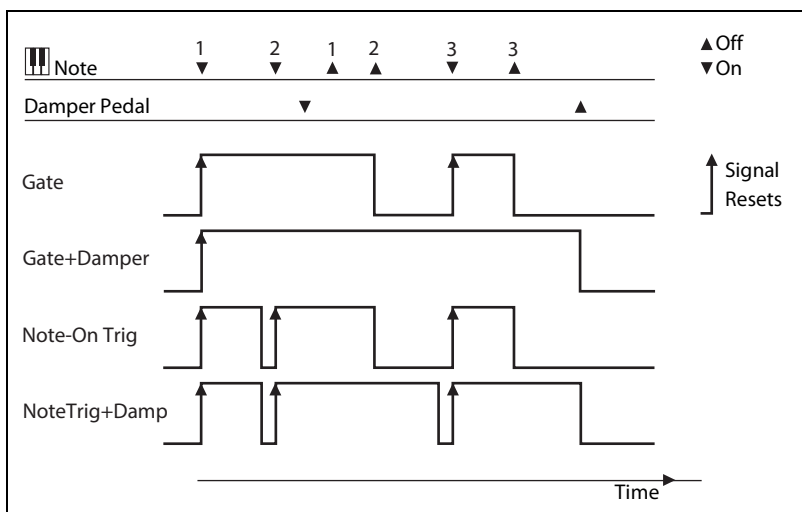 1 2 1 2 3 3
Off
On
Note
Damper Pedal
Gate
Signal
Resets
Gate+Damper
Note-On Trig
NoteTrig+Damp
Time